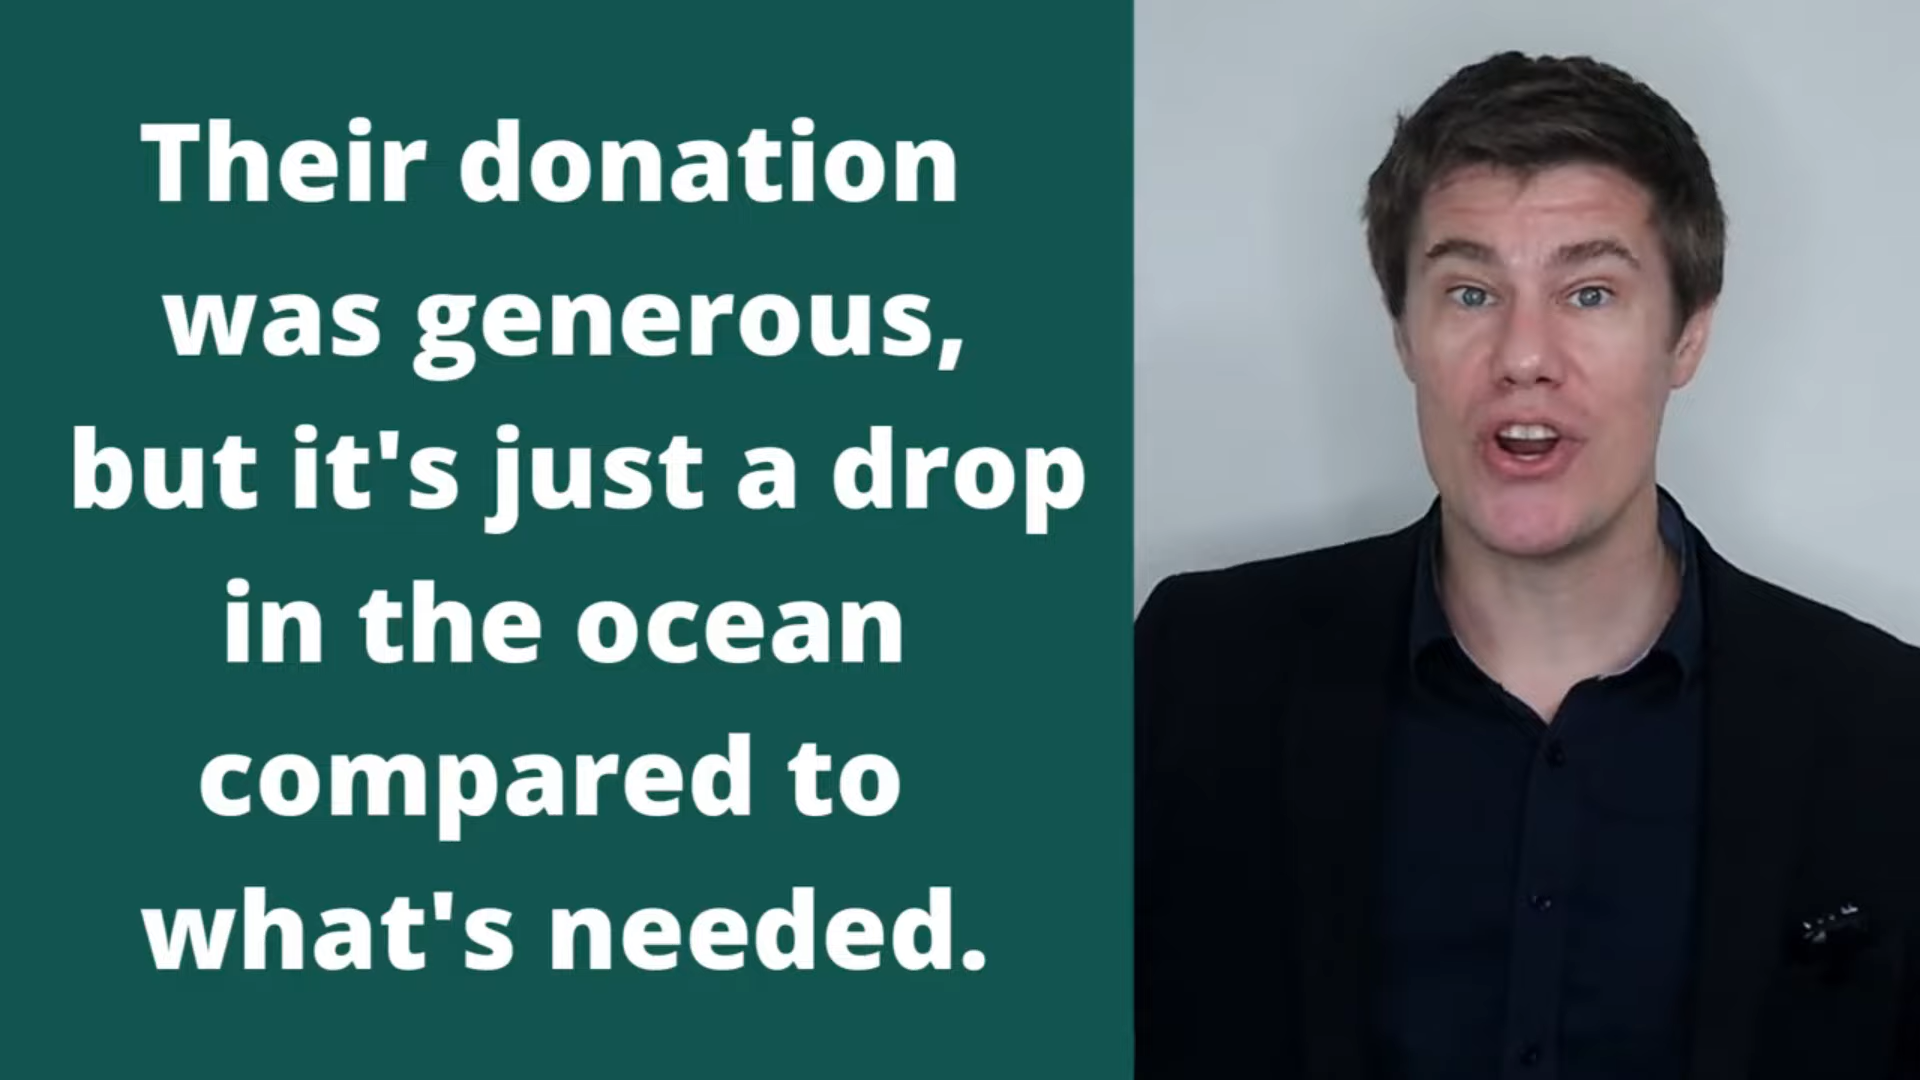 Their donation
was generous,
but it's just a drop
in the ocean
compared to
what's needed.